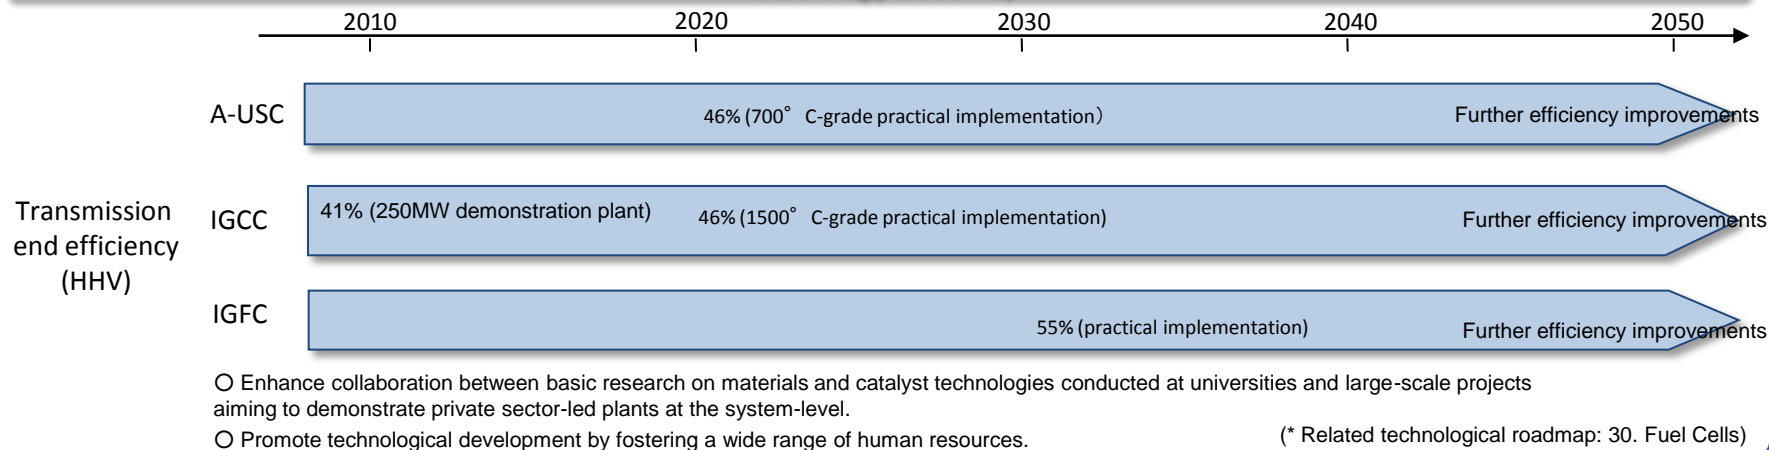 2010 2020 2030 2040 2050
A-USC 46% (700° C-grade practical implementation) Further efficiency improvements
Transmission
end efficiency
(HHV)
IGCC 41% (250MW demonstration plant) 46% (1500° C-grade practical implementation) Further efficiency improvements
IGFC 55% (practical implementation) Further efficiency improvements
○ Enhance collaboration between basic research on materials and catalyst technologies conducted at universities and large-scale projects
aiming to demonstrate private sector-led plants at the system-level.
○ Promote technological development by fostering a wide range of human resources.
(* Related technological roadmap: 30. Fuel Cells)